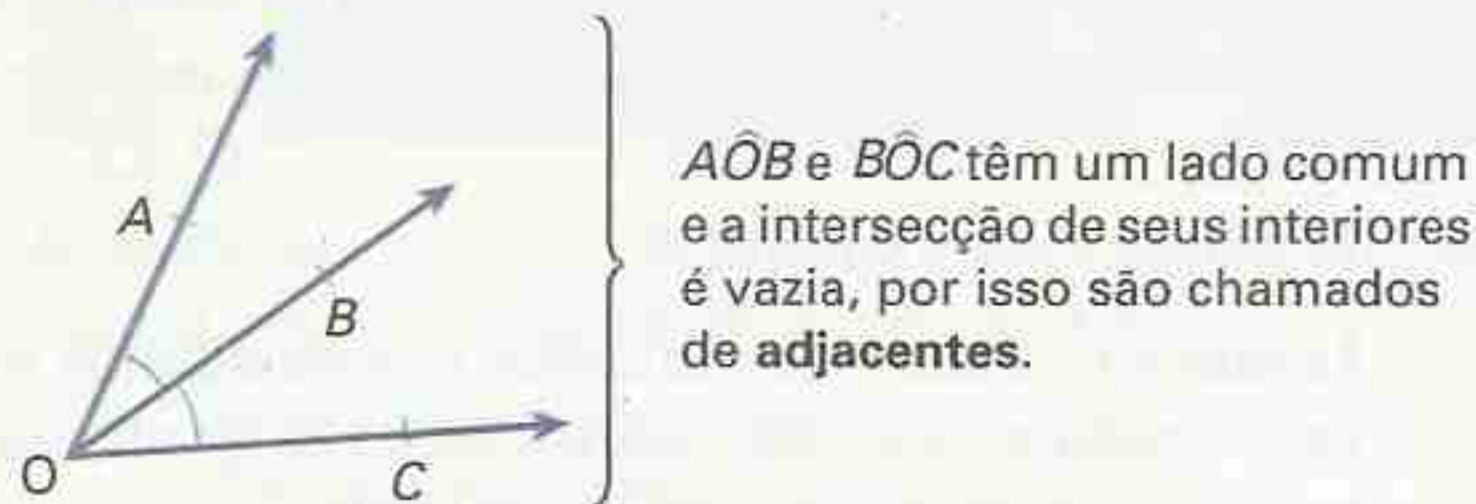 A
B
O
C
AÔB e BÔC têm um lado comum
e a intersecção de seus interiores
é vazia, por isso são chamados
de adjacentes.